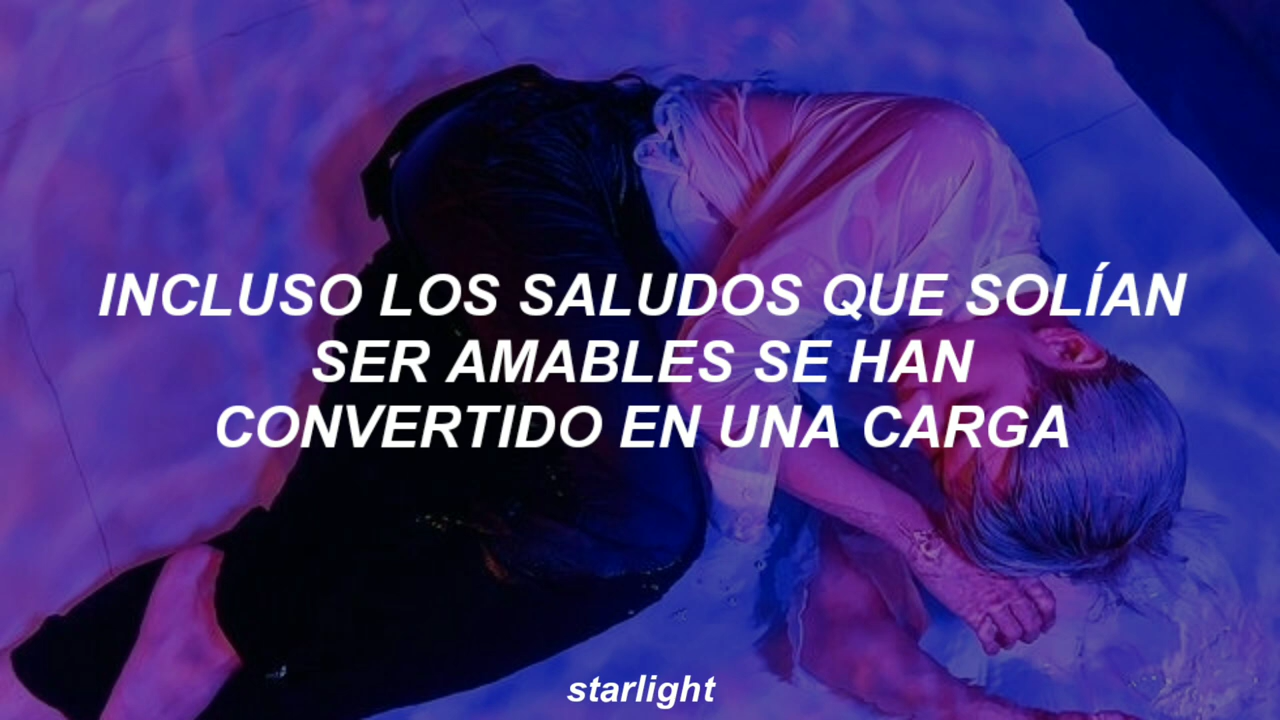 INCLUSO LOS SALUDOS QUE SOLÍAN
SER AMABLES SE HAN
CONVERTIDO EN UNA CARGA
starlight